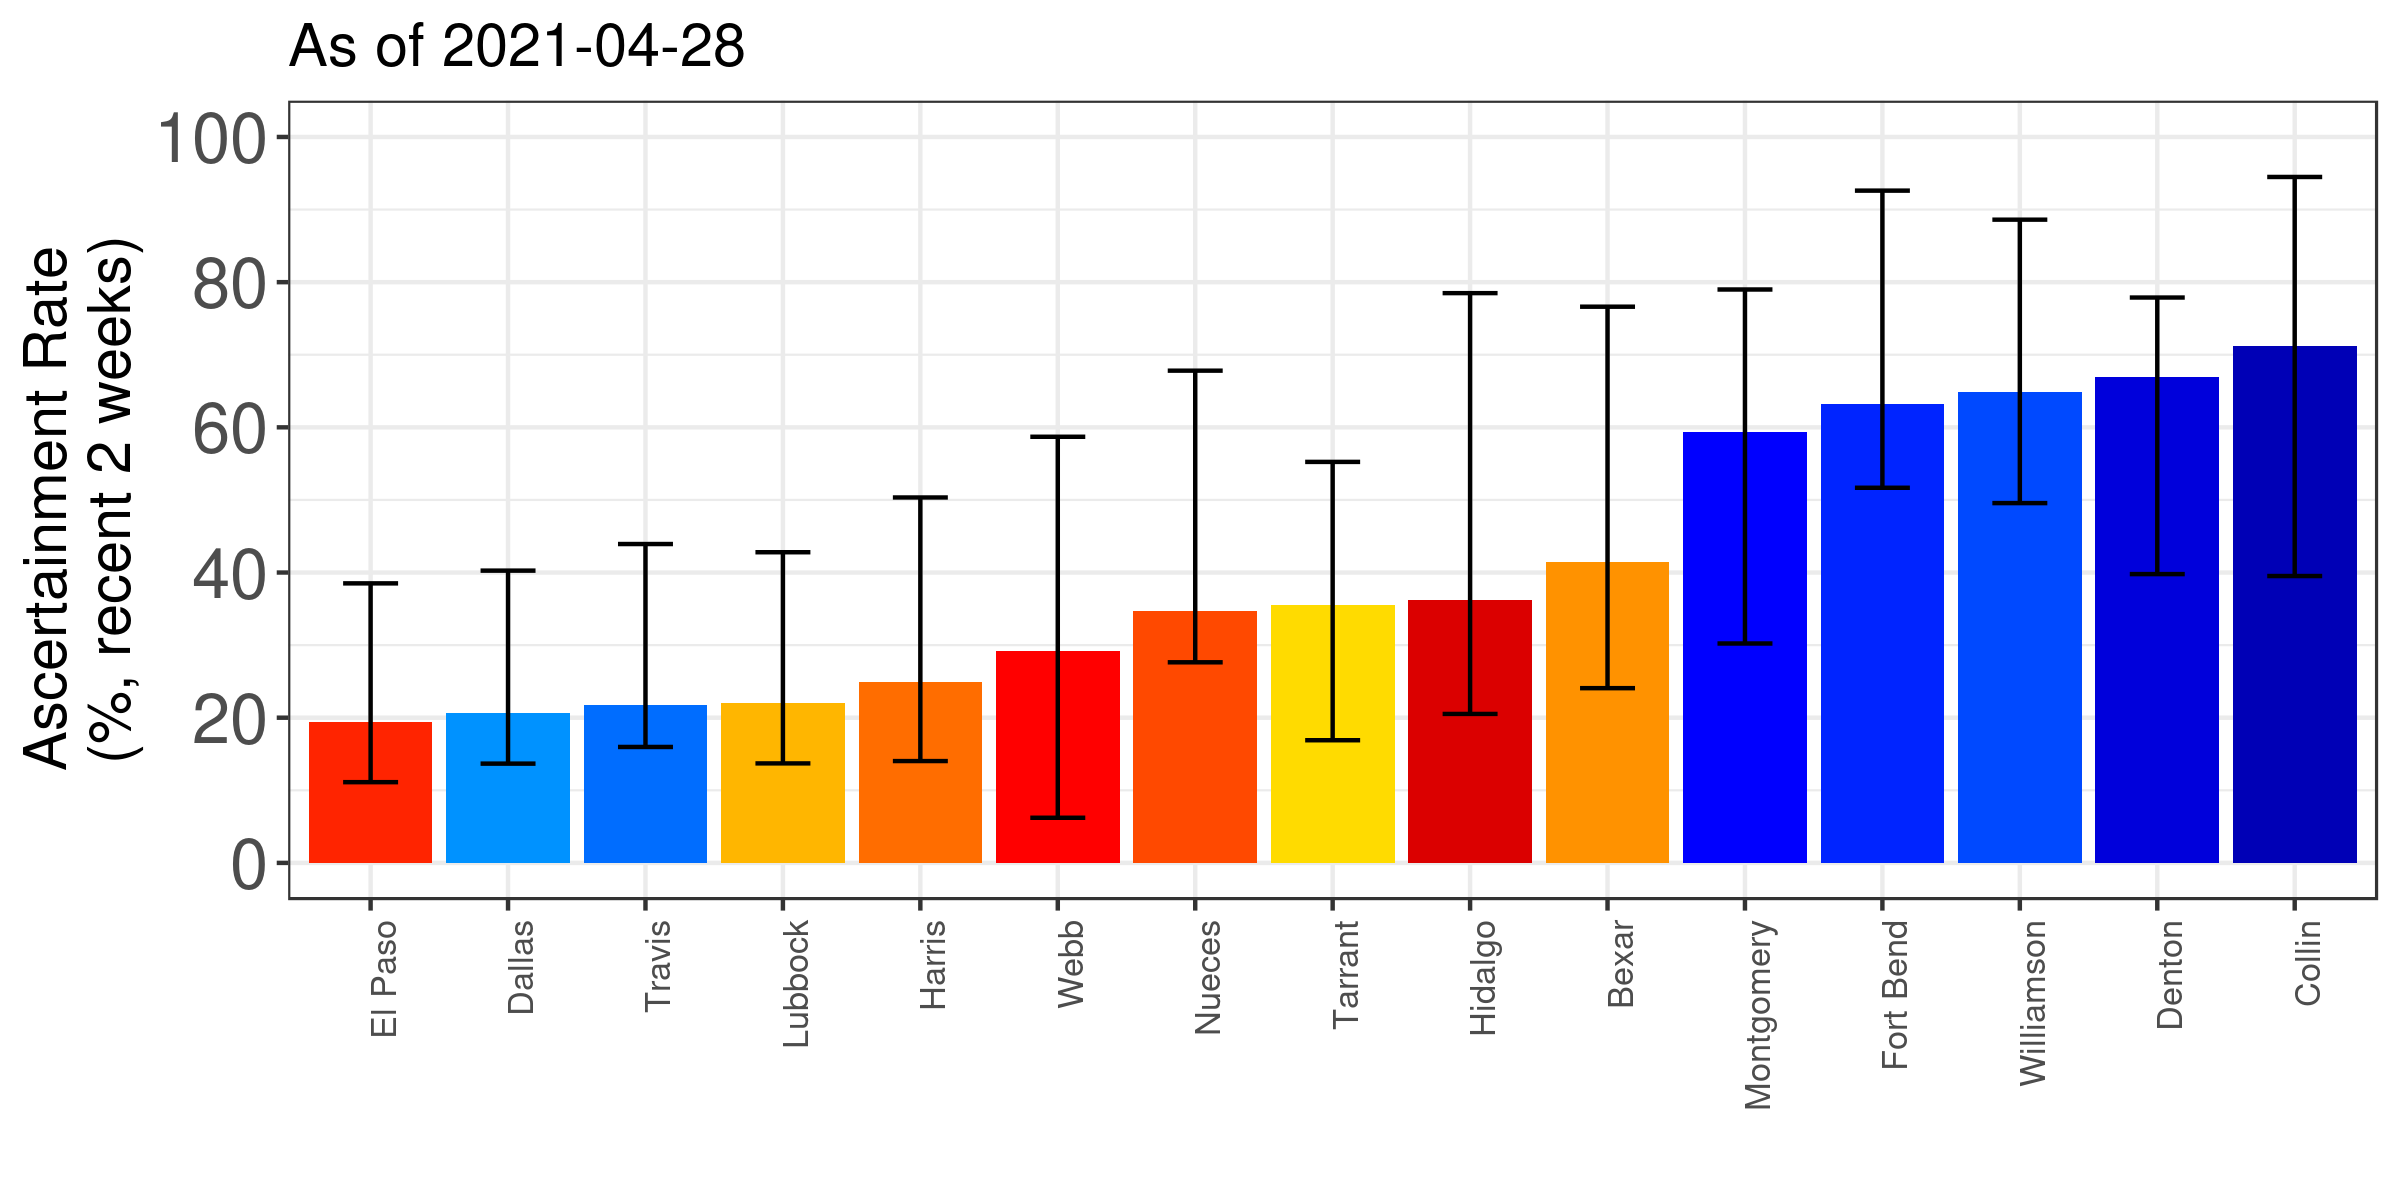 As of 2021-04-28
Ascertainment Rate
(%, recent 2 weeks)
100
80
60
40
20
0
El Paso
Dallas
Travis
Lubbock
Harris
Webb
Nueces
Tarrant
Hidalgo
Bexar
Montgomery
Fort Bend
Williamson
Denton
Collin